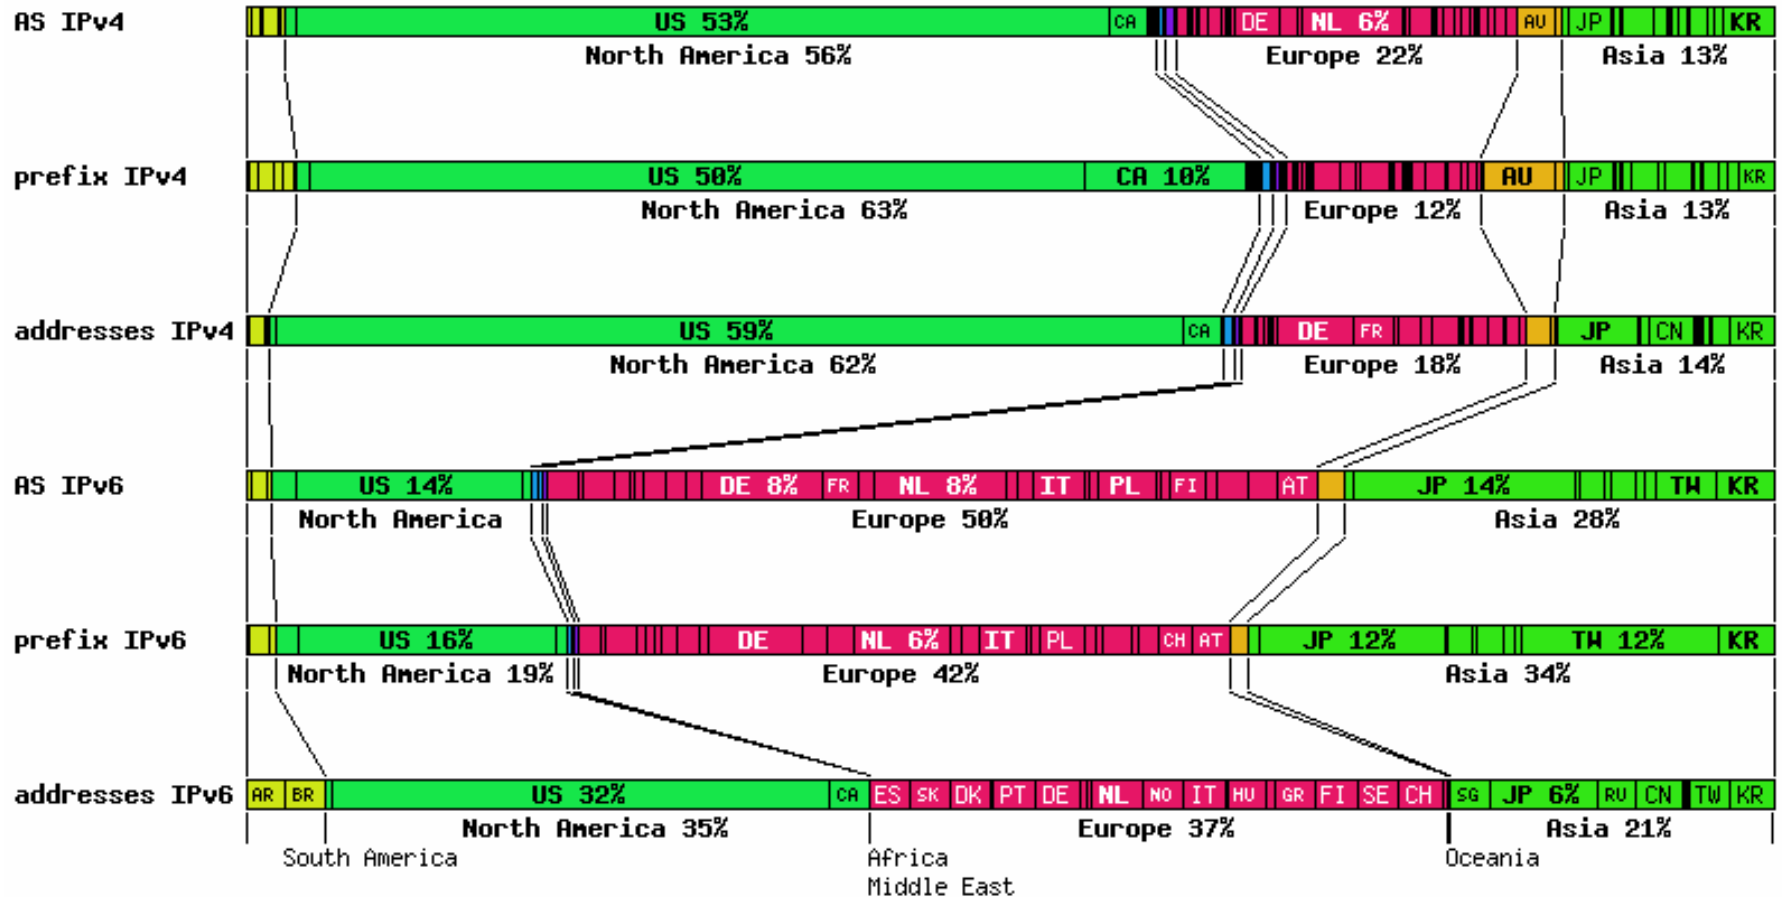 AS IPv4 US 53% CA DE NL 6% AU JP KR
North America 56% Europe 22% Asia 13%
prefix IPv4 US 50% CA 10% AU JP KR
North America 63% Europe 12% Asia 13%
addresses IPv4 US 59% CA DE FR JP CN KR
North America 62% Europe 18% Asia 14%
AS IPv6 US 14% DE 8% FR NL 8% IT PL FI AT JP 14% TW KR
North America Europe 50% Asia 28%
prefix IPv6 US 16% DE NL 6% IT PL CH AT JP 12% TW 12% KR
North America 19% Europe 42% Asia 34%
addresses IPv6 AR BR US 32% CA ES SK DK PT DE NL NO IT HU GR FI SE CH SG JP 6% RU CN TW KR
North America 35% Europe 37% Asia 21%
South America Africa Oceania
Middle East